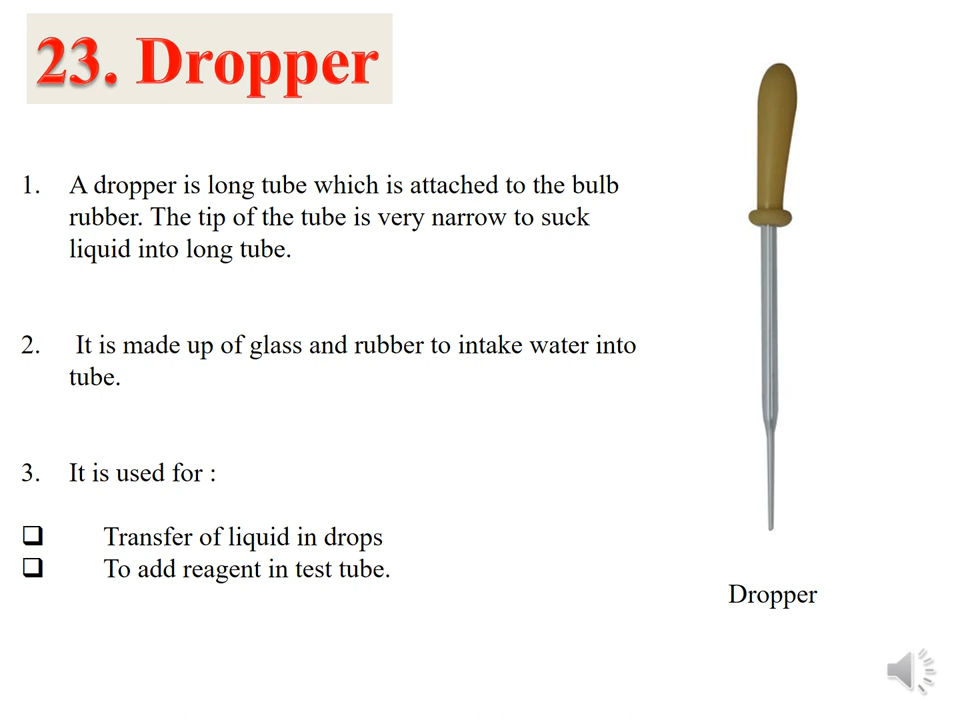 23. Dropper
1. A dropper is long tube which is attached to the bulb
rubber. The tip of the tube is very narrow to suck
liquid into long tube.
2. It is made up of glass and rubber to intake water into
tube.
3. It is used for :
❑ Transfer of liquid in drops
❑ To add reagent in test tube.
Dropper